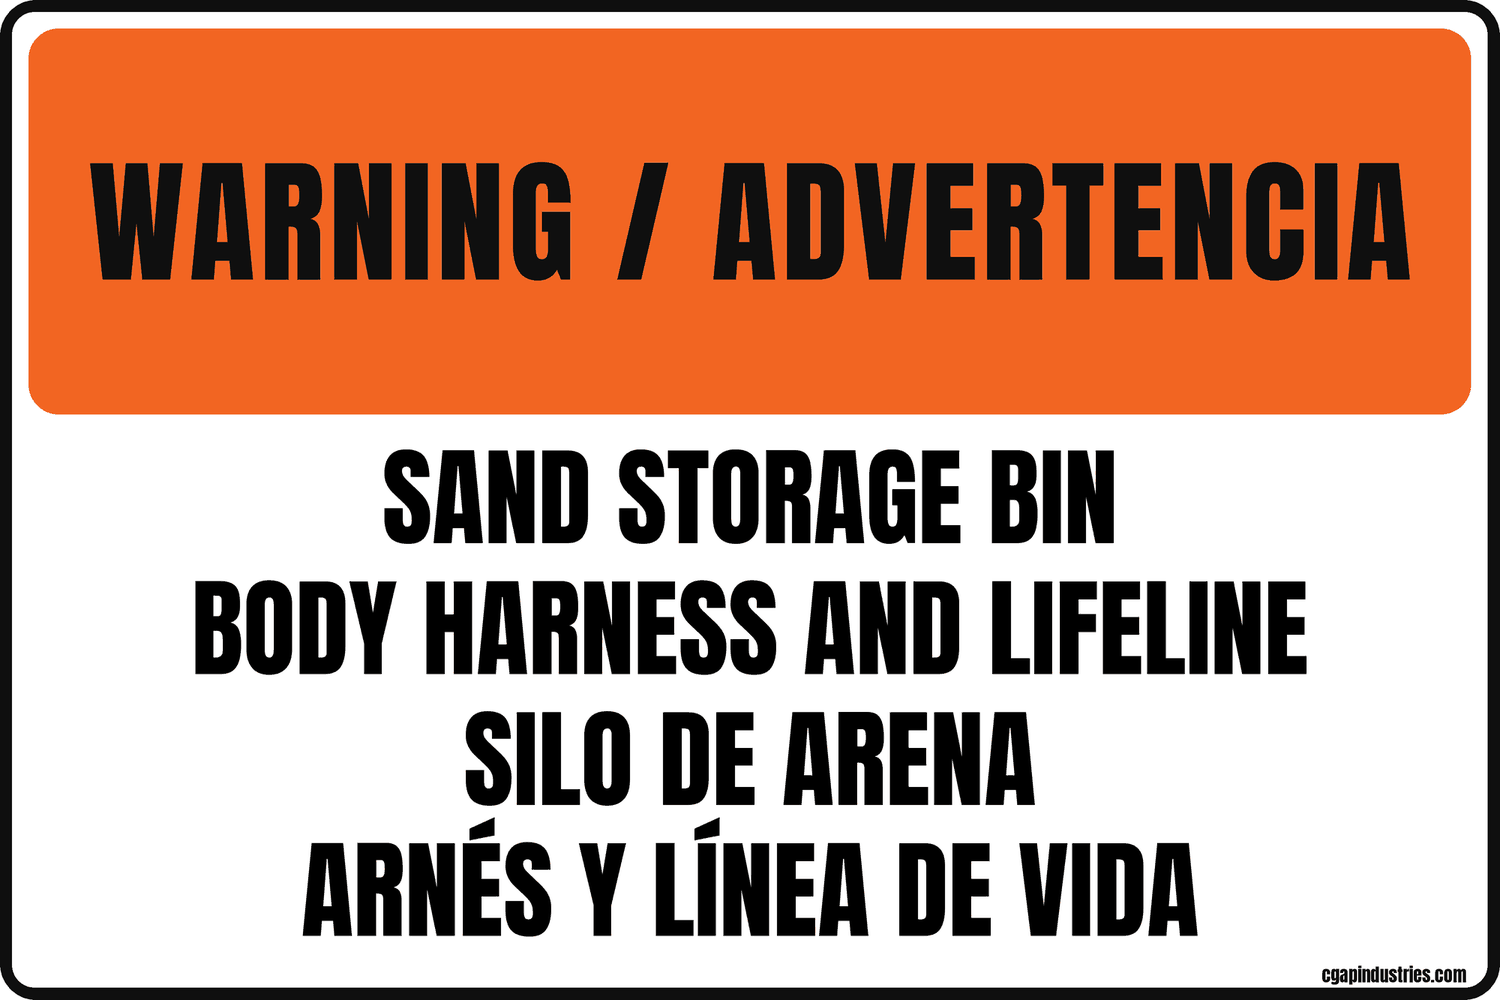 WARNING / ADVERTENCIA
SAND STORAGE BIN
BODY HARNESS AND LIFELINE
SILO DE ARENA
ARNÉS Y LÍNEA DE VIDA
cgapindustries.com